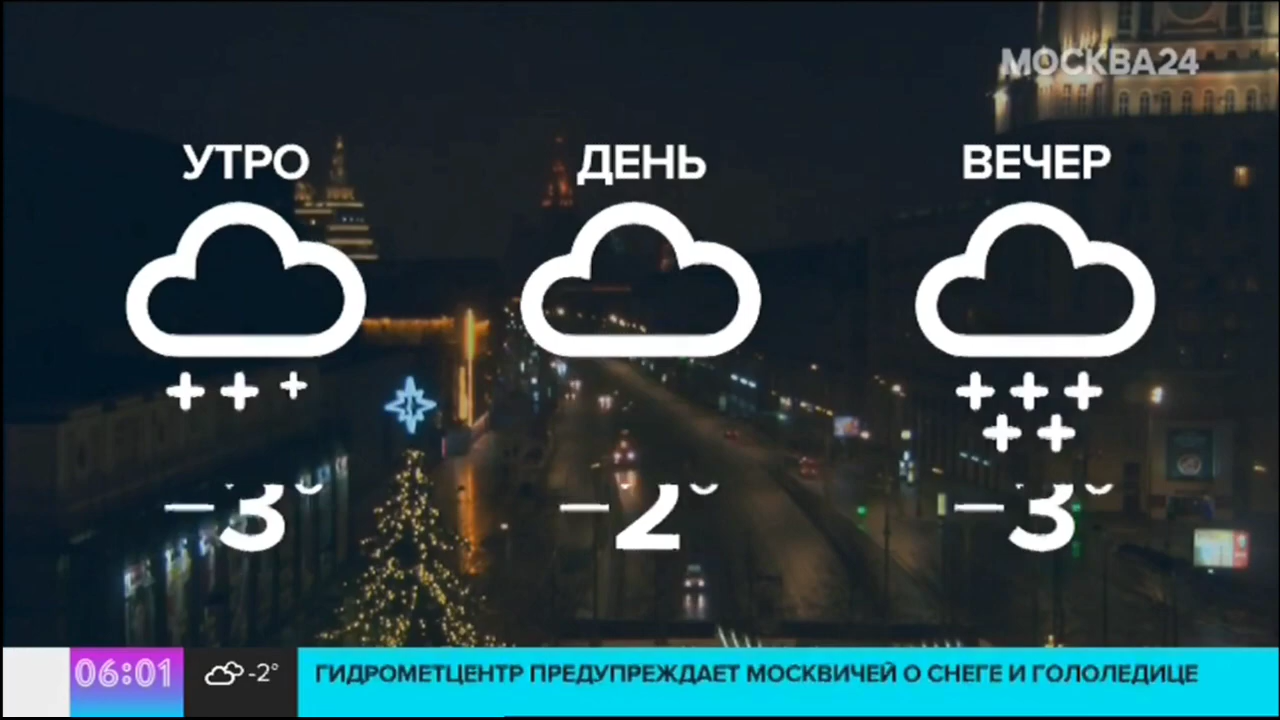 МОСКВА24
УТРО ДЕНЬ ВЕЧЕР
-3° -2° -3°
06:01 -2° ГИДРОМЕТЦЕНТР ПРЕДУПРЕЖДАЕТ МОСКВИЧЕЙ О СНЕГЕ И ГОЛОЛЕДИЦЕ